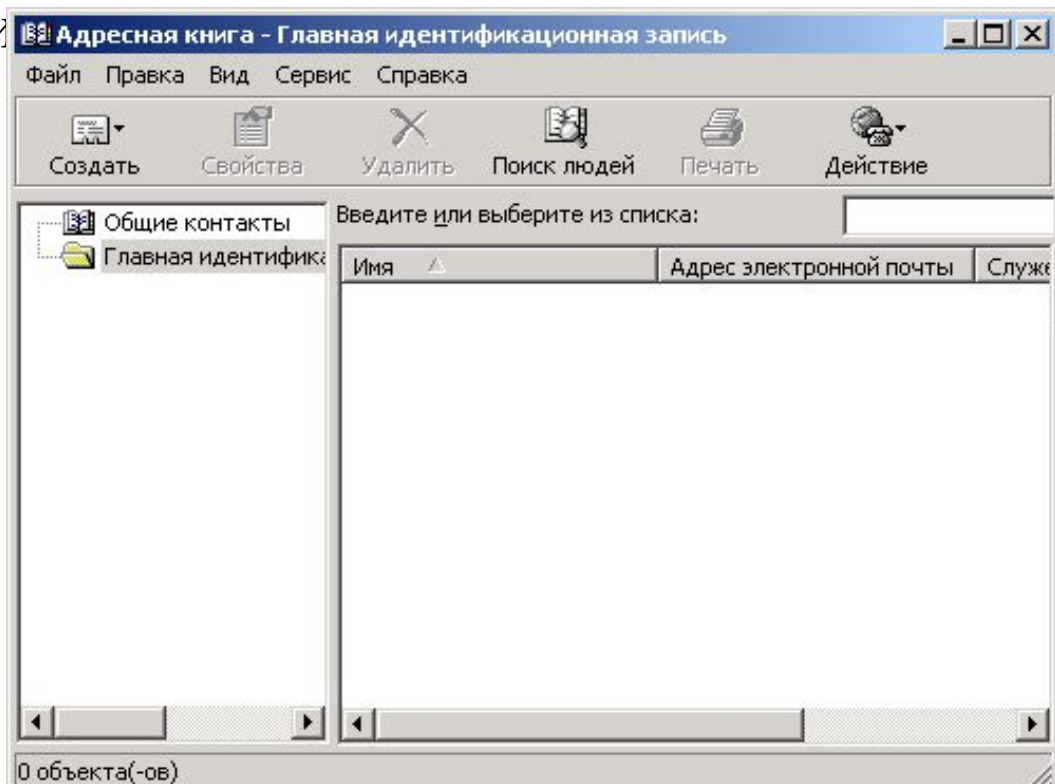 Адресная книга - Главная идентификационная запись
Файл Правка Вид Сервис Справка
Создать Свойства Удалить Поиск людей Печать Действие
Общие контакты
Главная идентифика
Введите или выберите из списка:
Имя Адрес электронной почты Служе
0 объекта(-ов)